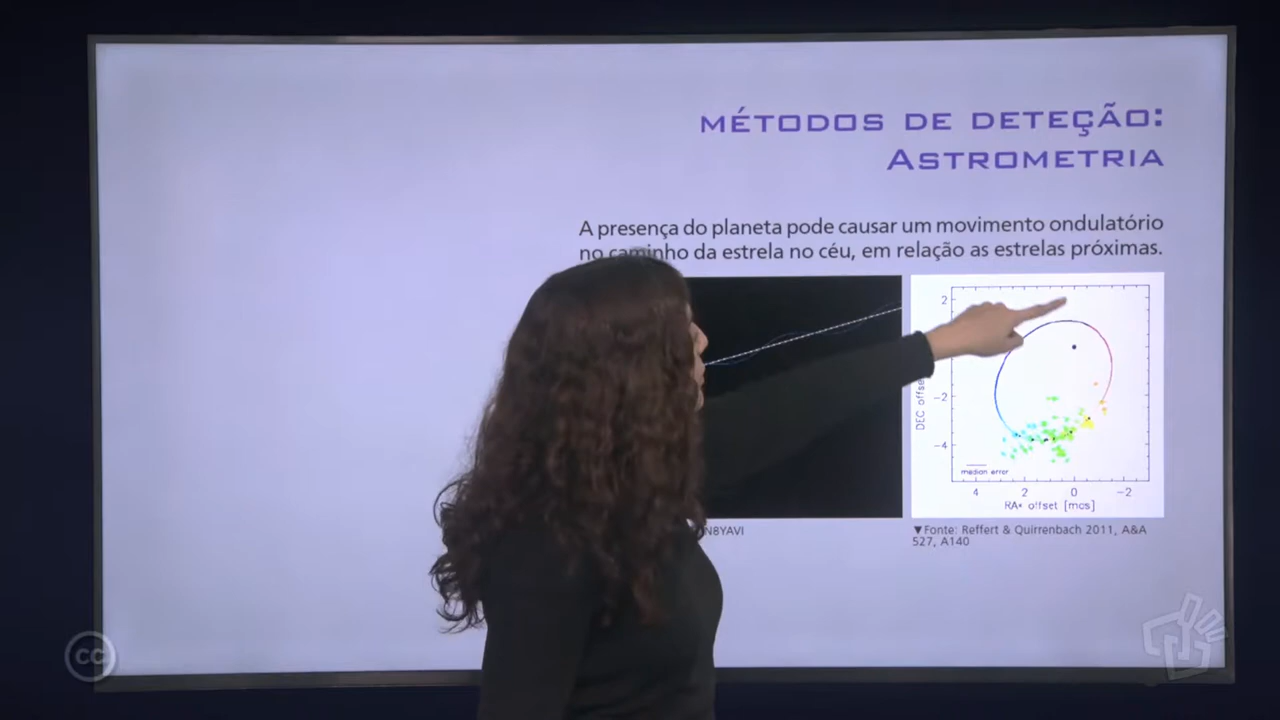 MÉTODOS DE DETEÇÃO:
ASTROMETRIA
A presença do planeta pode causar um movimento ondulatório
no caminho da estrela no céu, em relação as estrelas próximas.
2
-2
-4
DEC offse
median error
4 2 0 -2
RA* offset [mas]
N8YAVI
▼Fonte: Reffert & Quirrenbach 2011, A&A
527, A140
cc